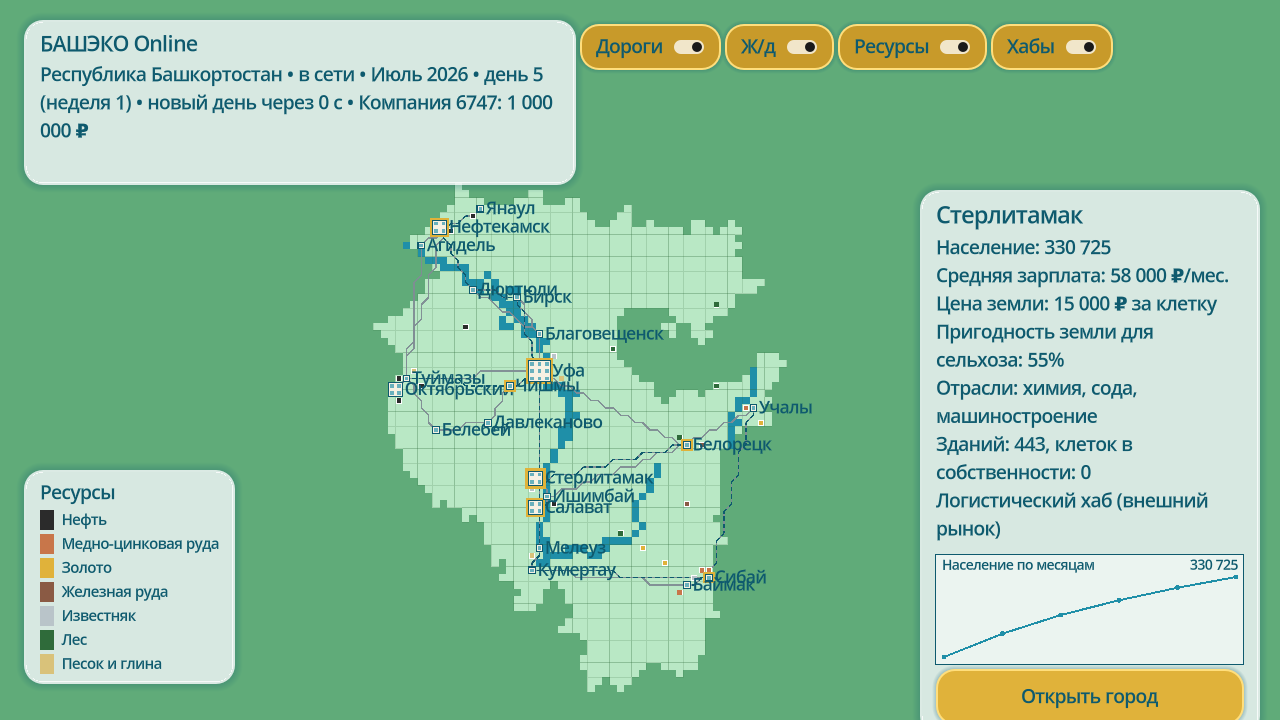 БАШЭКО Online
Республика Башкортостан • в сети • Июль 2026 • день 5
(неделя 1) • новый день через 0 с • Компания 6747: 1 000
000 ₽
Дороги
Ж/д
Ресурсы
Хабы
Янаул
Нефтекамск
Агидель
Дюртюли
Бирск
Благовещенск
Уфа
Туймазы
Чишмы
Октябрьский
Учалы
Давлеканово
Белебей
Белорецк
Стерлитамак
Ишимбай
Салават
Мелеуз
Кумертау
Сибай
Баймак
Ресурсы
Нефть
Медно-цинковая руда
Золото
Железная руда
Известняк
Лес
Песок и глина
Стерлитамак
Население: 330 725
Средняя зарплата: 58 000 ₽/мес.
Цена земли: 15 000 ₽ за клетку
Пригодность земли для
сельхоза: 55%
Отрасли: химия, сода,
машиностроение
Зданий: 443, клеток в
собственности: 0
Логистический хаб (внешний
рынок)
Население по месяцам
330 725
Открыть город